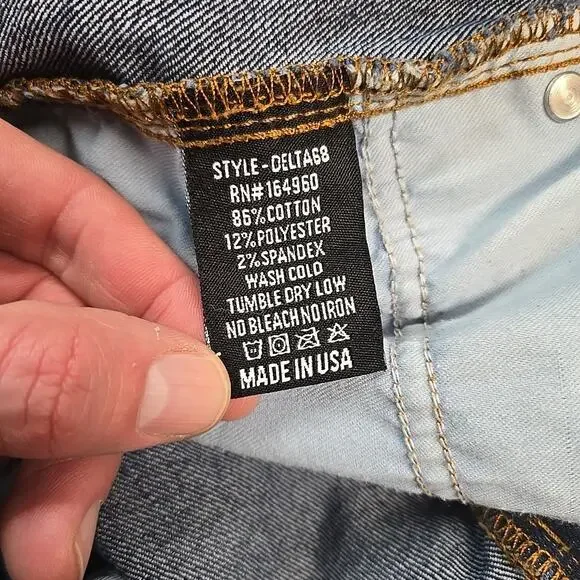 STYLE - DELTA68
RN#164960
86%COTTON
12%POLYESTER
2%SPANDEX
WASH COLD
TUMBLE DRY LOW
NO BLEACH NO IRON
MADE IN USA